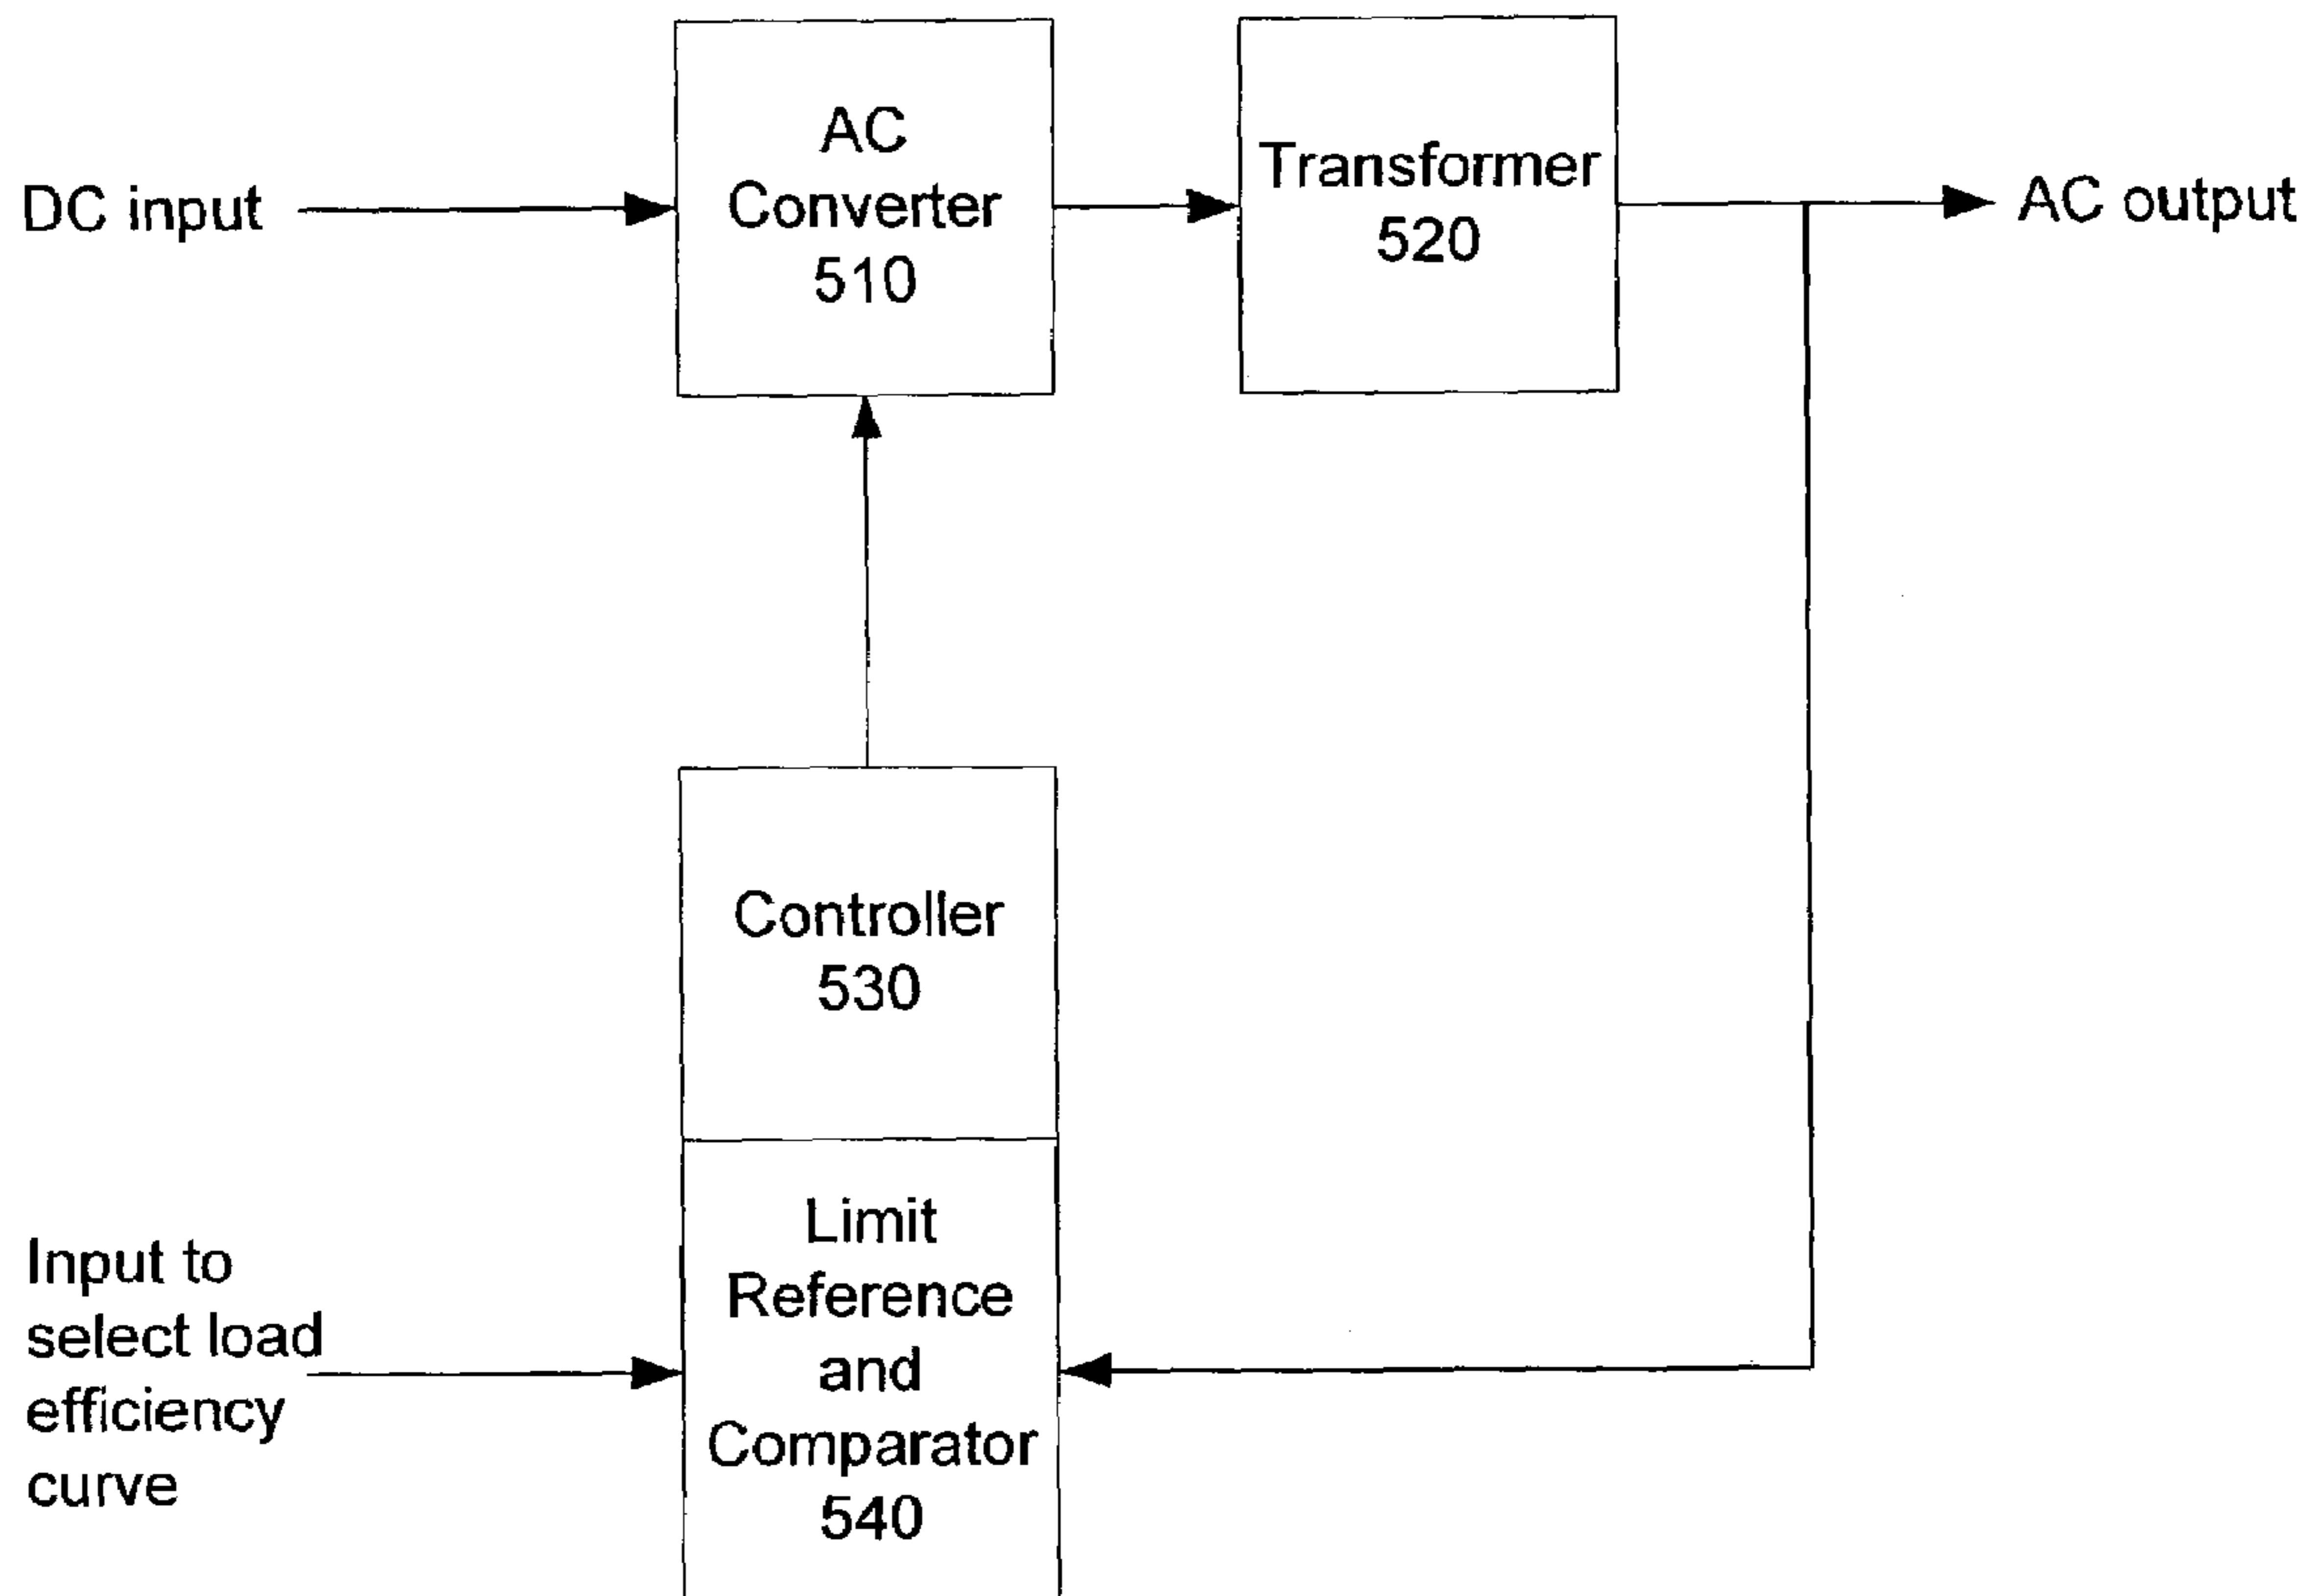 DC input
AC
Converter
510
Transformer
520
AC output
Controller
530
Input to
select load
efficiency
curve
Limit
Reference
and
Comparator
540